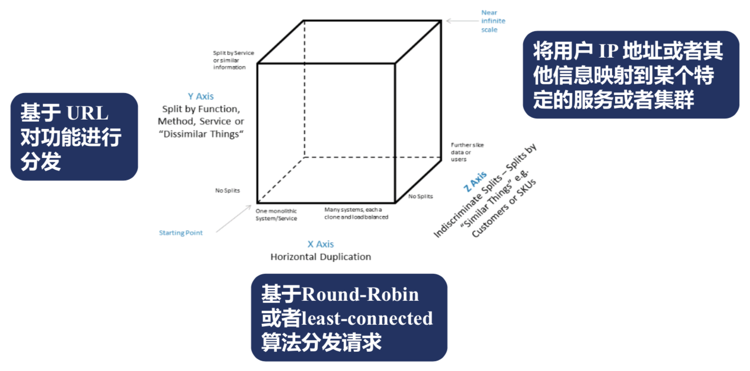 Near
infinite
scale
Split by Service
or similar
information
将用户 IP 地址或者其
他信息映射到某个特
定的服务或者集群
Y Axis
Split by Function,
Method, Service or
“Dissimilar Things”
基于 URL
对功能进行
分发
Further slke
data or
users
No Splits
No Splits
Z Axis
Indiscriminate Splits – Splits by
“Similar Things” e.g.
Customers or SKUs
One monolithic
System/Service
Many systems, each a
clone and load balanced
Starting Point
X Axis
Horizontal Duplication
基于Round-Robin
或者least-connected
算法分发请求